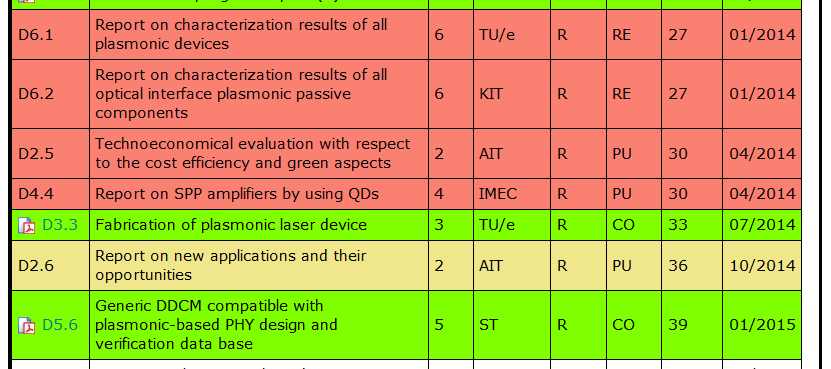 D6.1 Report on characterization results of all plasmonic devices 6 TU/e R RE 27 01/2014
D6.2 Report on characterization results of all optical interface plasmonic passive components 6 KIT R RE 27 01/2014
D2.5 Technoeconomical evaluation with respect to the cost efficiency and green aspects 2 AIT R PU 30 04/2014
D4.4 Report on SPP amplifiers by using QDs 4 IMEC R PU 30 04/2014
D3.3 Fabrication of plasmonic laser device 3 TU/e R CO 33 07/2014
D2.6 Report on new applications and their opportunities 2 AIT R PU 36 10/2014
D5.6 Generic DDCM compatible with plasmonic-based PHY design and verification data base 5 ST R CO 39 01/2015